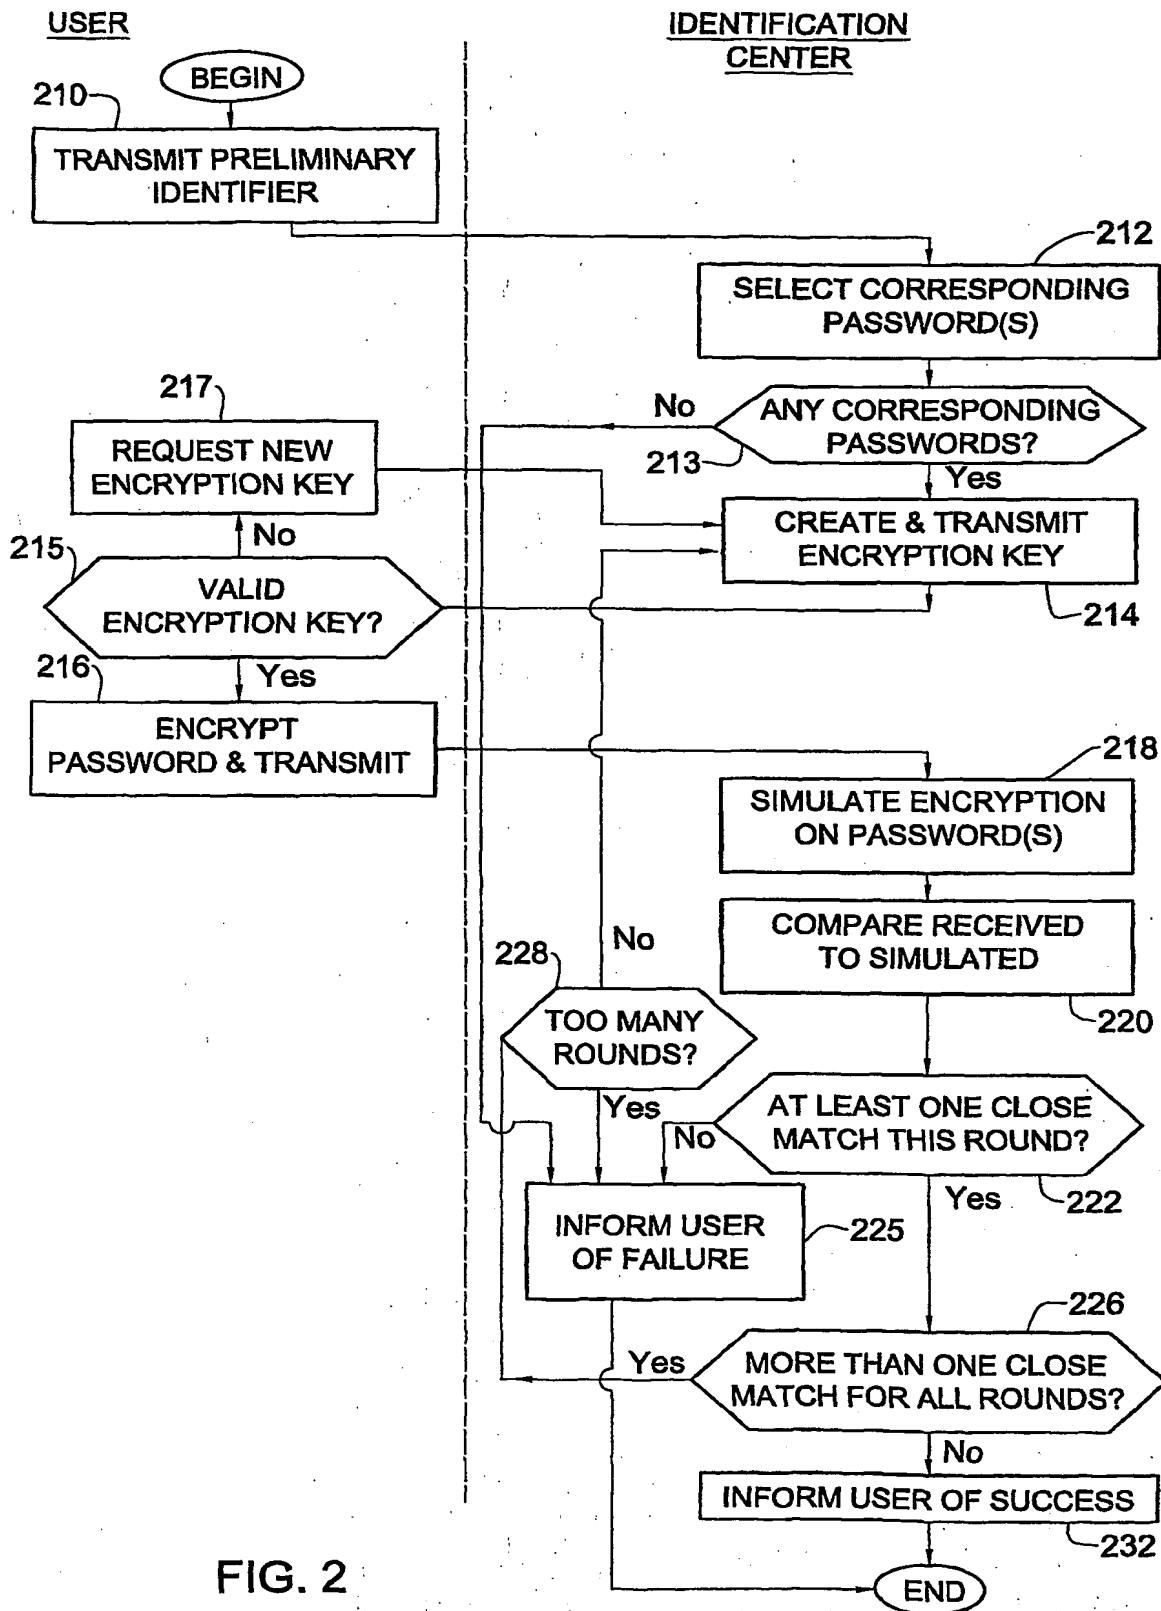 USER
IDENTIFICATION
CENTER
BEGIN
210
TRANSMIT PRELIMINARY
IDENTIFIER
212
SELECT CORRESPONDING
PASSWORD(S)
217
No
ANY CORRESPONDING
PASSWORDS?
213
Yes
REQUEST NEW
ENCRYPTION KEY
No
CREATE & TRANSMIT
ENCRYPTION KEY
214
215
VALID
ENCRYPTION KEY?
216
Yes
ENCRYPT
PASSWORD & TRANSMIT
218
SIMULATE ENCRYPTION
ON PASSWORD(S)
COMPARE RECEIVED
TO SIMULATED
220
No
228
TOO MANY
ROUNDS?
Yes
No
AT LEAST ONE CLOSE
MATCH THIS ROUND?
222
Yes
INFORM USER
OF FAILURE
225
226
Yes
MORE THAN ONE CLOSE
MATCH FOR ALL ROUNDS?
No
INFORM USER OF SUCCESS
232
END
FIG. 2